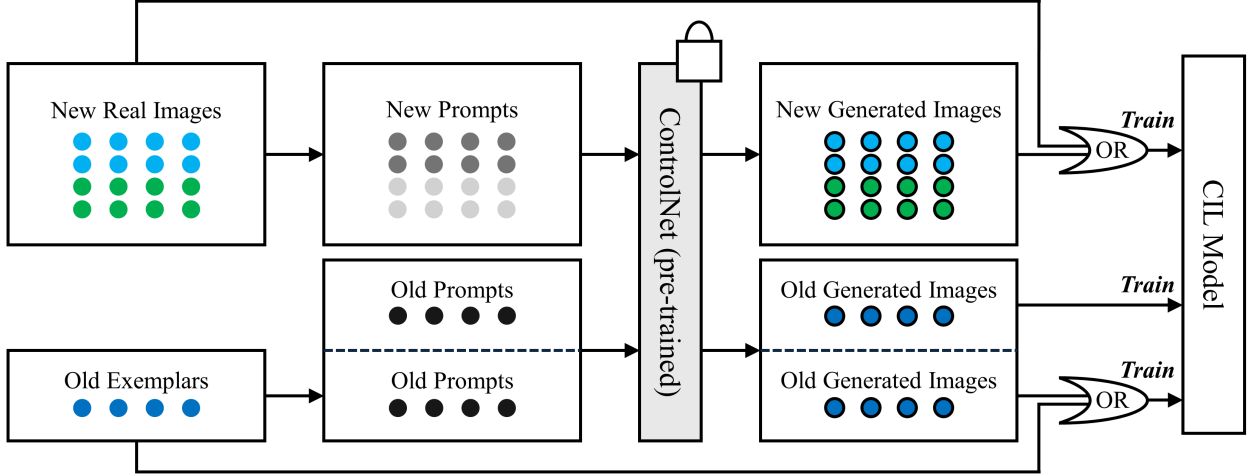 New Real Images
New Prompts
ControlNet (pre-trained)
New Generated Images
Train
OR
CIL Model
Old Prompts
Old Generated Images
Train
Old Exemplars
Old Prompts
Old Generated Images
Train
OR